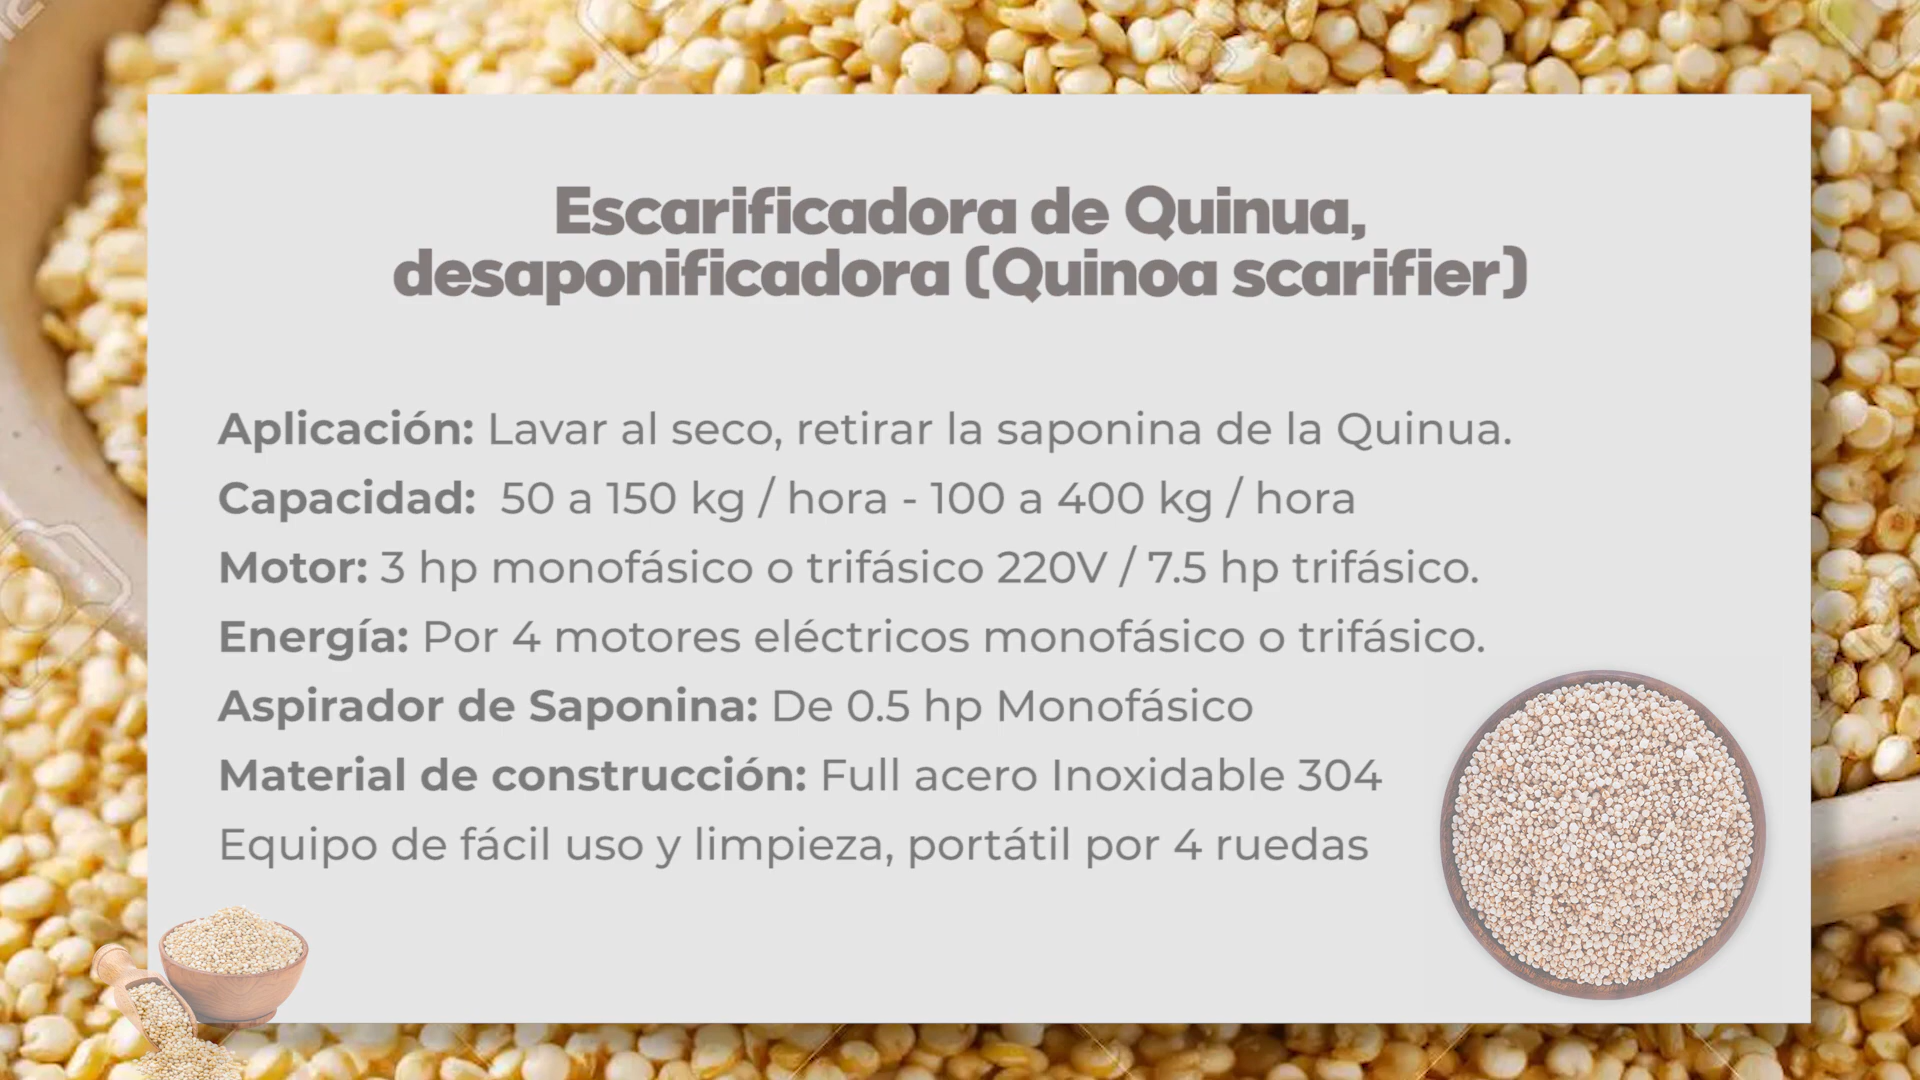 Escarificadora de Quinua,
desaponificadora (Quinoa scarifier)
Aplicación: Lavar al seco, retirar la saponina de la Quinua.
Capacidad: 50 a 150 kg / hora - 100 a 400 kg / hora
Motor: 3 hp monofásico o trifásico 220V / 7.5 hp trifásico.
Energía: Por 4 motores eléctricos monofásico o trifásico.
Aspirador de Saponina: De 0.5 hp Monofásico
Material de construcción: Full acero Inoxidable 304
Equipo de fácil uso y limpieza, portátil por 4 ruedas